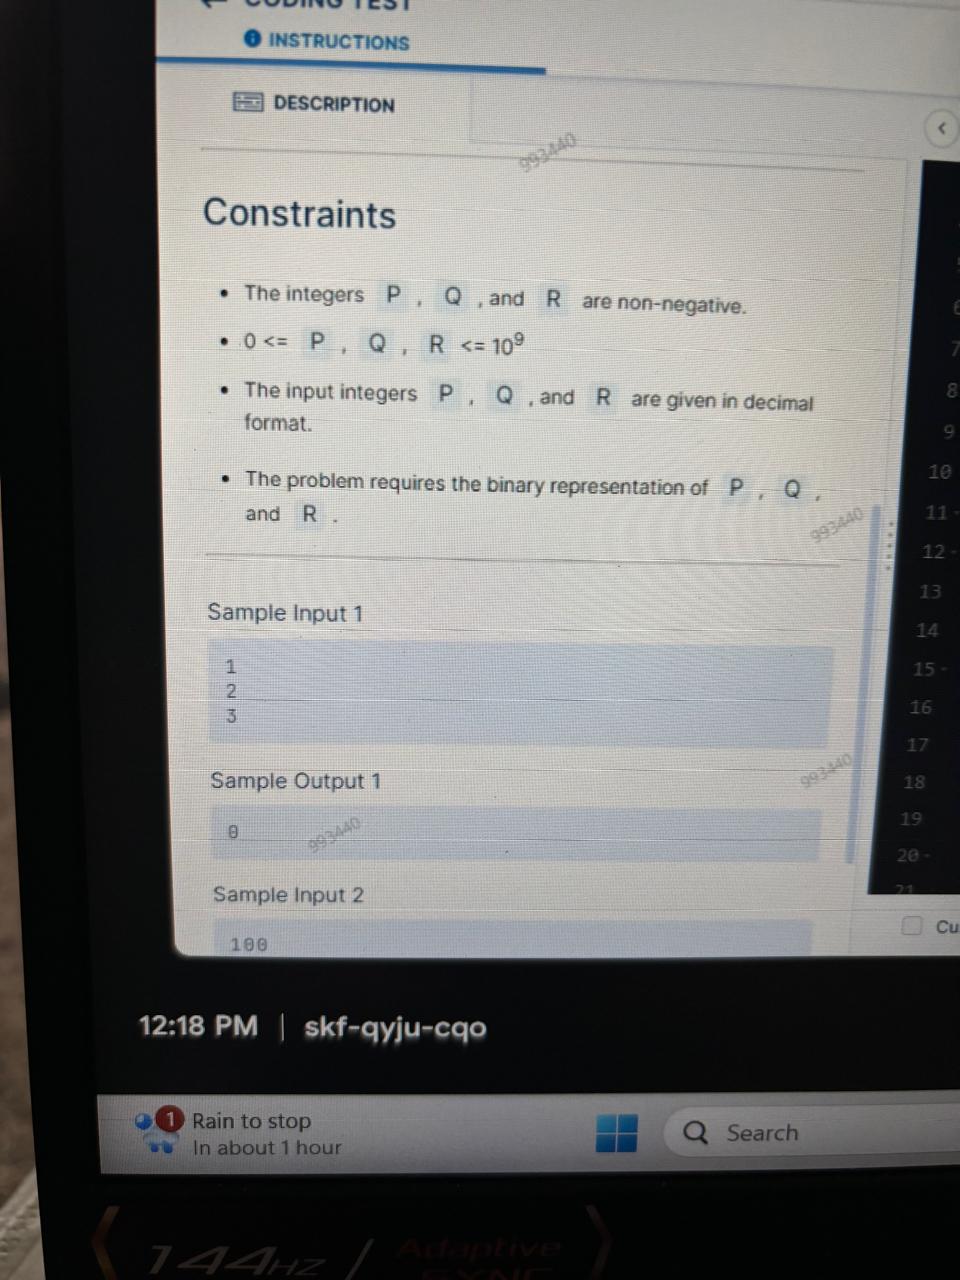 CODING TEST
INSTRUCTIONS
DESCRIPTION
993440
Constraints
• The integers P , Q , and R are non-negative.
• 0 <= P , Q , R <= 10⁹
• The input integers P , Q , and R are given in decimal
format.
• The problem requires the binary representation of P , Q ,
and R .
993440
Sample Input 1
1
2
3
993440
Sample Output 1
0
993440
Sample Input 2
100
8
9
10
11
12
13
14
15
16
17
18
19
20
21
Cu
12:18 PM | skf-qyju-cqo
1
Rain to stop
In about 1 hour
Search
144HZ / Adaptive
SYNC